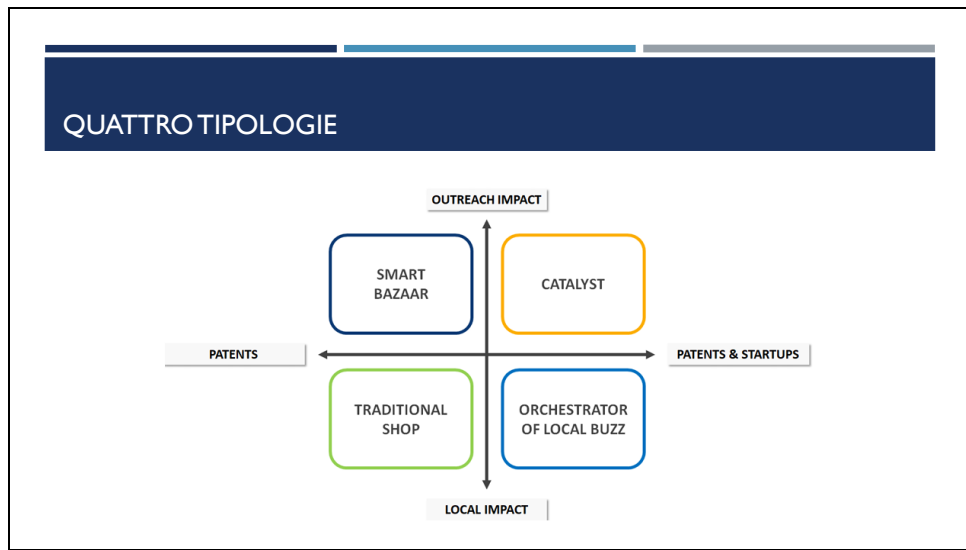 QUATTRO TIPOLOGIE
OUTREACH IMPACT
SMART
BAZAAR
CATALYST
PATENTS
PATENTS & STARTUPS
TRADITIONAL
SHOP
ORCHESTRATOR
OF LOCAL BUZZ
LOCAL IMPACT